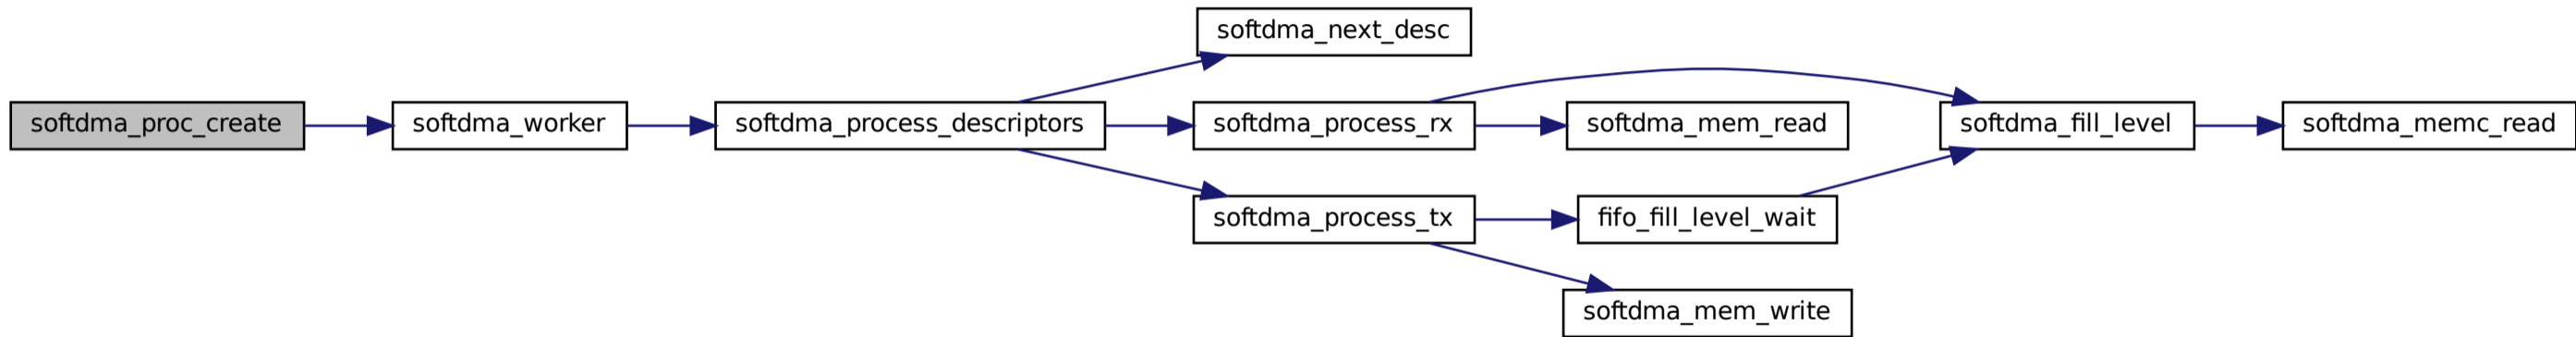 softdma_next_desc
softdma_proc_create
softdma_worker
softdma_process_descriptors
softdma_process_rx
softdma_mem_read
softdma_fill_level
softdma_memc_read
softdma_process_tx
fifo_fill_level_wait
softdma_mem_write